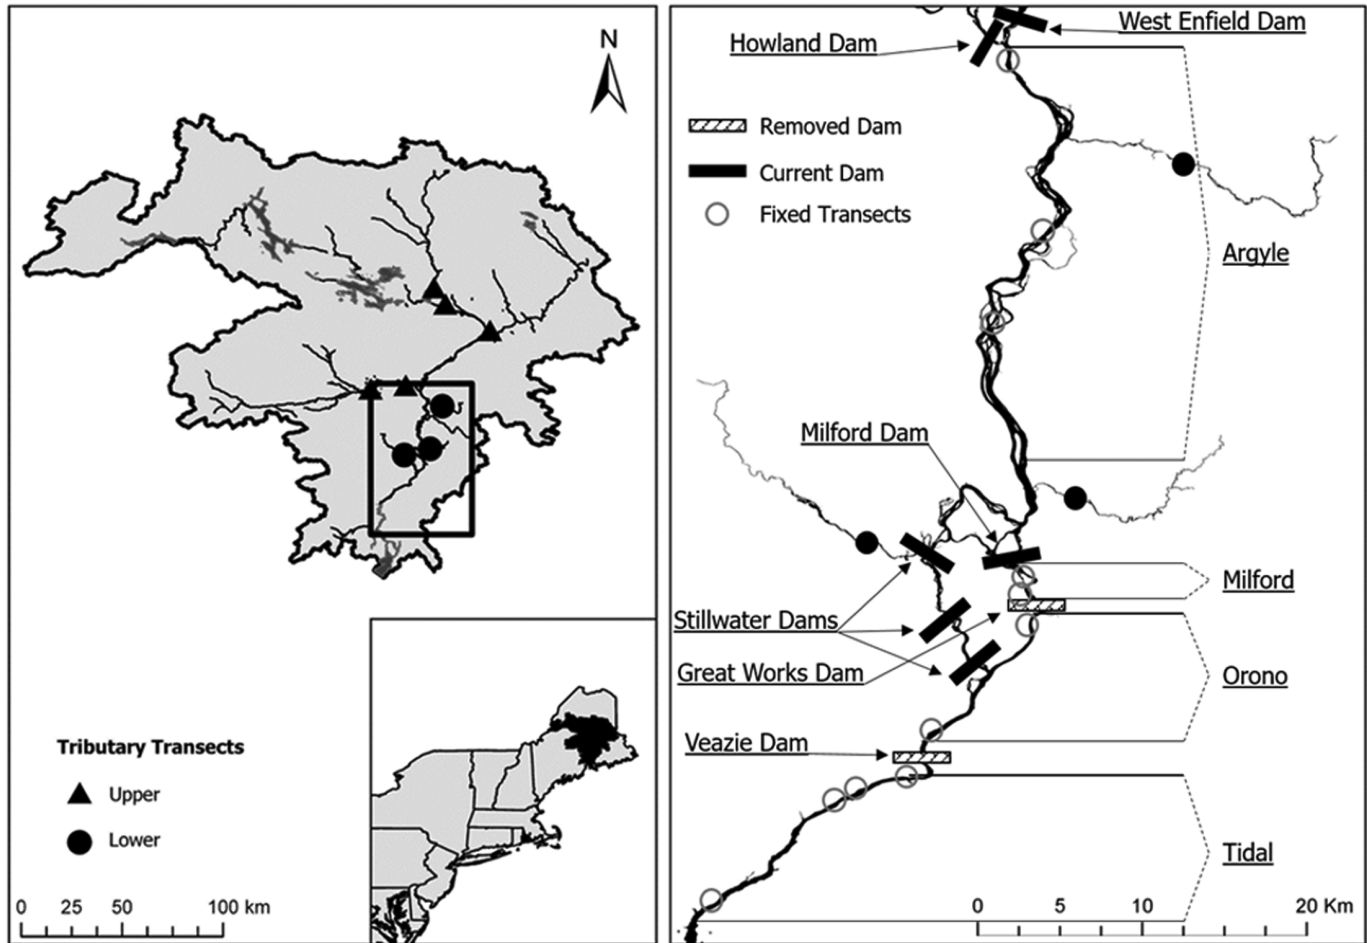 N
Tributary Transects
Upper
Lower
0 25 50 100 km
West Enfield Dam
Howland Dam
Removed Dam
Current Dam
Fixed Transects
Argyle
Milford Dam
Milford
Stillwater Dams
Great Works Dam
Orono
Veazie Dam
Tidal
0 5 10 20 Km